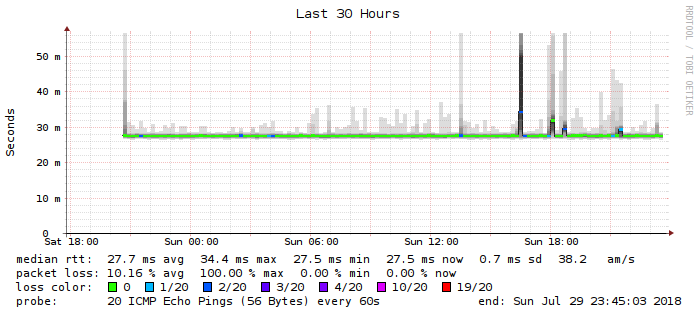 Last 30 Hours
RRDTOOL / TOBI OETIKER
Seconds
50 m
40 m
30 m
20 m
10 m
0
Sat 18:00 Sun 00:00 Sun 06:00 Sun 12:00 Sun 18:00
median rtt: 27.7 ms avg 34.4 ms max 27.5 ms min 27.5 ms now 0.7 ms sd 38.2 am/s
packet loss: 10.16 % avg 100.00 % max 0.00 % min 0.00 % now
loss color: 0 1/20 2/20 3/20 4/20 10/20 19/20
probe: 20 ICMP Echo Pings (56 Bytes) every 60s end: Sun Jul 29 23:45:03 2018